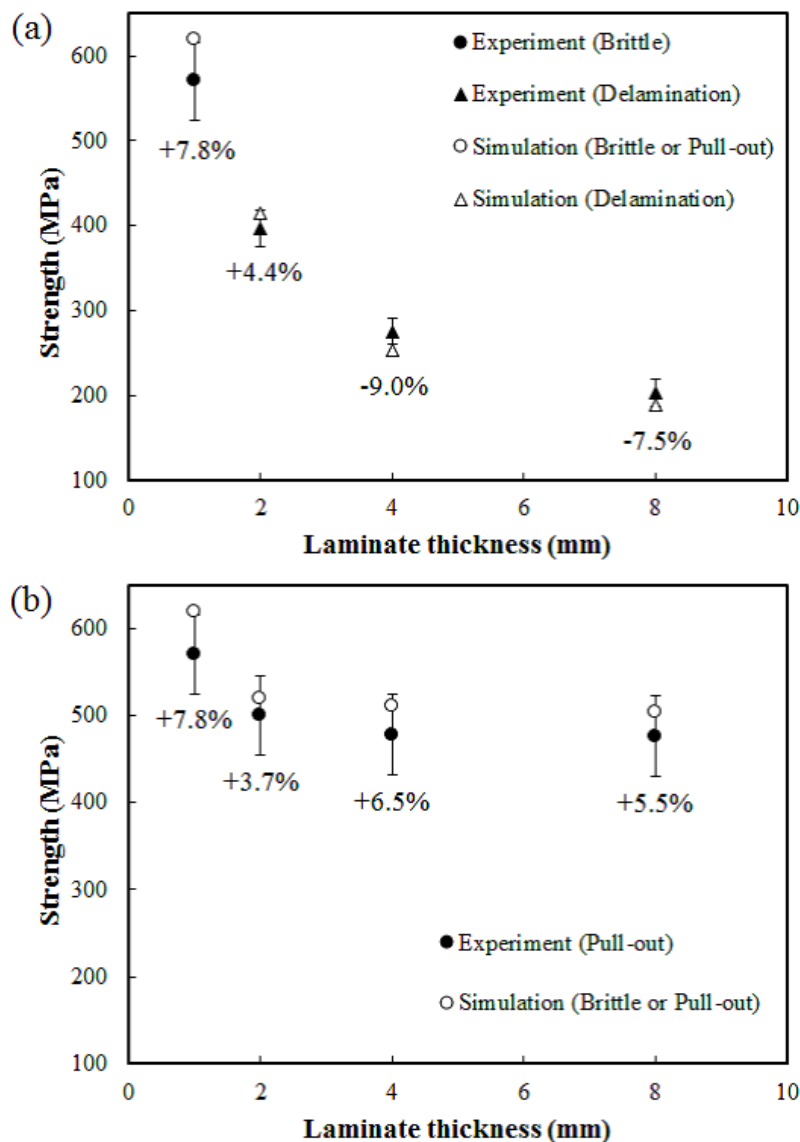 (a)
600
500
400
300
200
100
Strength (MPa)
Experiment (Brittle)
Experiment (Delamination)
Simulation (Brittle or Pull-out)
Simulation (Delamination)
+7.8%
+4.4%
-9.0%
-7.5%
0 2 4 6 8 10
Laminate thickness (mm)
(b)
600
500
400
300
200
100
Strength (MPa)
+7.8%
+3.7%
+6.5%
+5.5%
Experiment (Pull-out)
Simulation (Brittle or Pull-out)
0 2 4 6 8 10
Laminate thickness (mm)